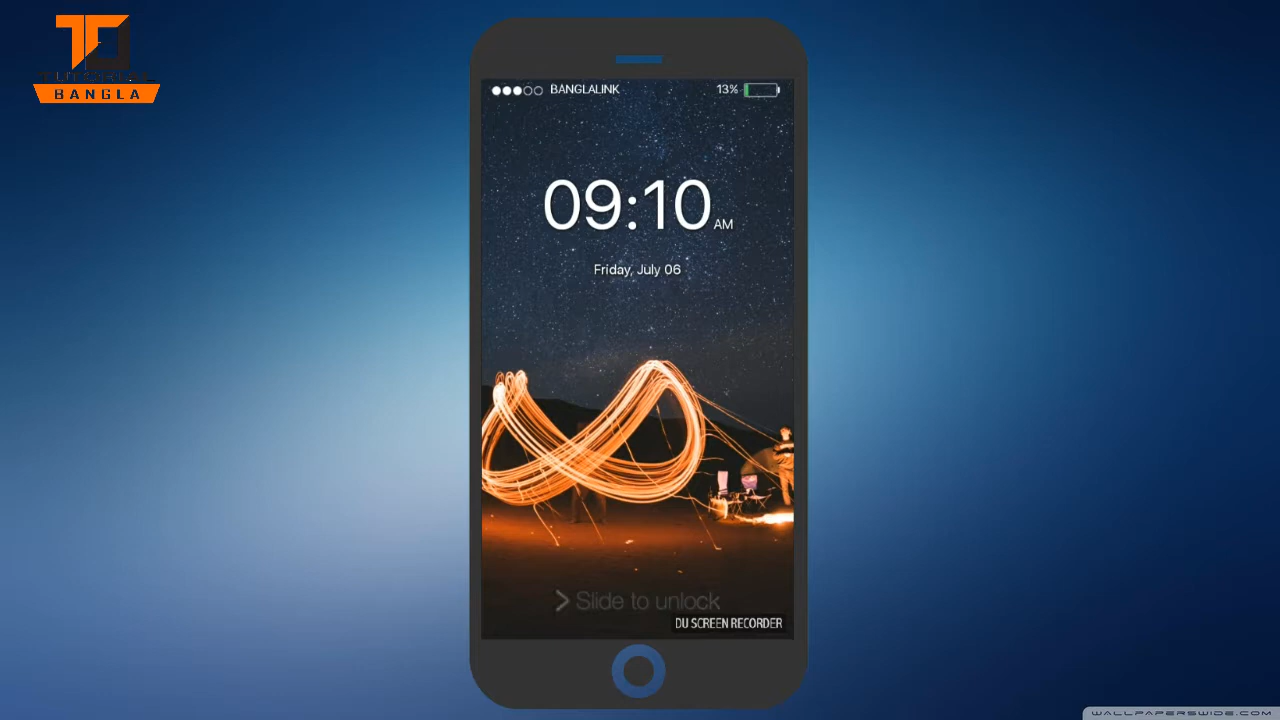 BANGLA
BANGLALINK 13%
09:10 AM
Friday, July 06
> Slide to unlock
DU SCREEN RECORDER
WALLPAPERSWIDE.COM